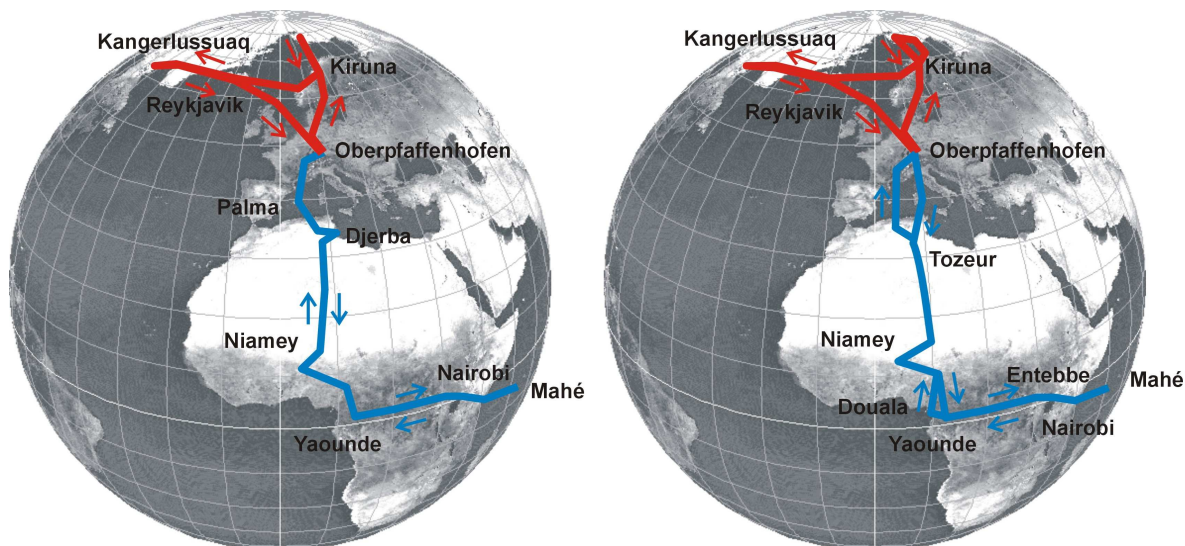 Kangerlussuaq
Kiruna
Reykjavik
Oberpfaffenhofen
Palma
Djerba
Niamey
Nairobi
Mahé
Yaounde
Kangerlussuaq
Kiruna
Reykjavik
Oberpfaffenhofen
Tozeur
Niamey
Entebbe
Mahé
Douala
Nairobi
Yaounde